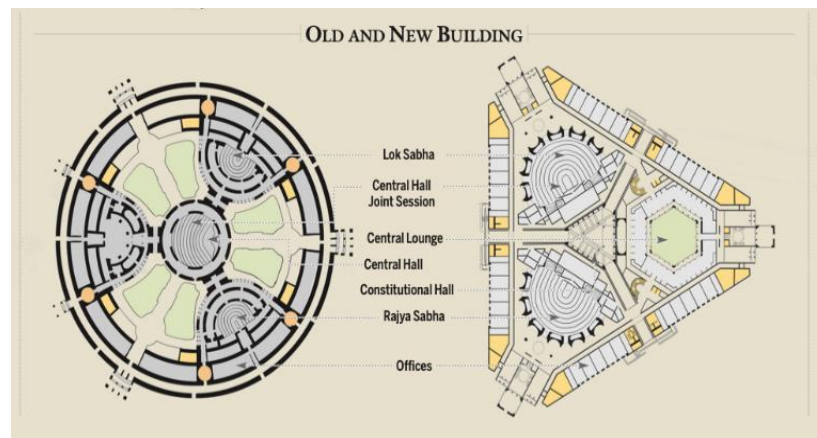 OLD AND NEW BUILDING
Lok Sabha
Central Hall
Joint Session
Central Lounge
Central Hall
Constitutional Hall
Rajya Sabha
Offices